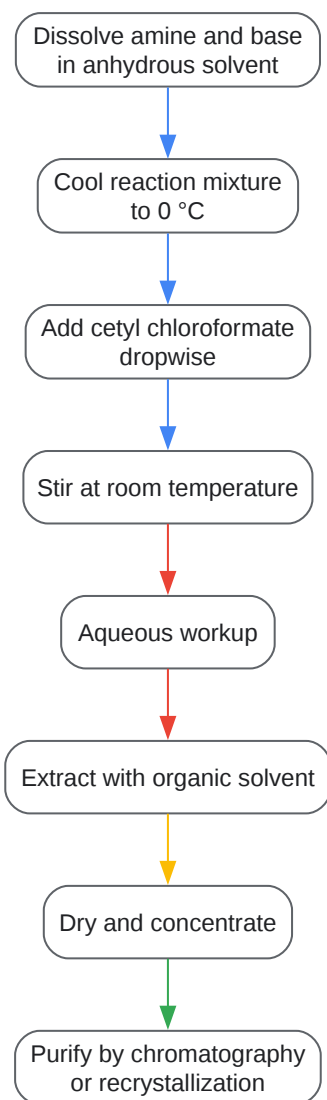 Dissolve amine and base
in anhydrous solvent
Cool reaction mixture
to 0 °C
Add cetyl chloroformate
dropwise
Stir at room temperature
Aqueous workup
Extract with organic solvent
Dry and concentrate
Purify by chromatography
or recrystallization